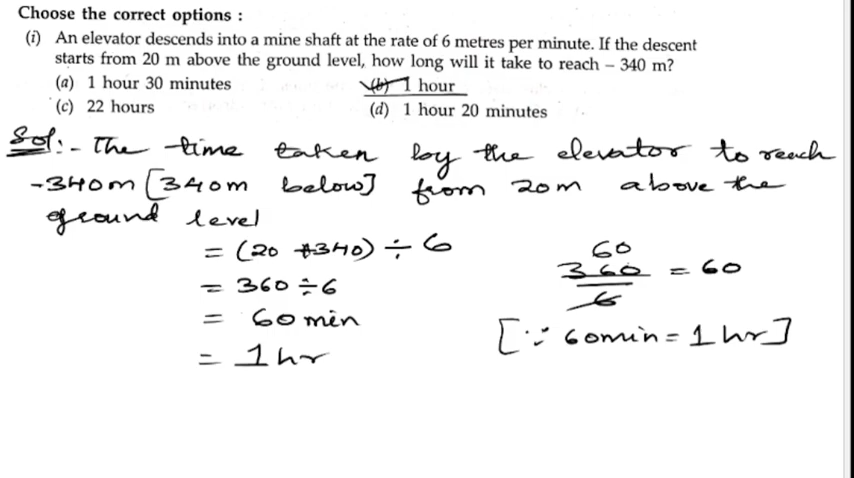 Choose the correct options :
(i) An elevator descends into a mine shaft at the rate of 6 metres per minute. If the descent
starts from 20 m above the ground level, how long will it take to reach – 340 m?
(a) 1 hour 30 minutes (b) 1 hour
(c) 22 hours (d) 1 hour 20 minutes
Sol:- The time taken by the elevator to reach
-340m [340m below] from 20m above the
ground level
= (20 +340) ÷ 6
= 360 ÷ 6
= 60 min
= 1 hr
60
360 = 60
6
[∵ 60min = 1 hr]